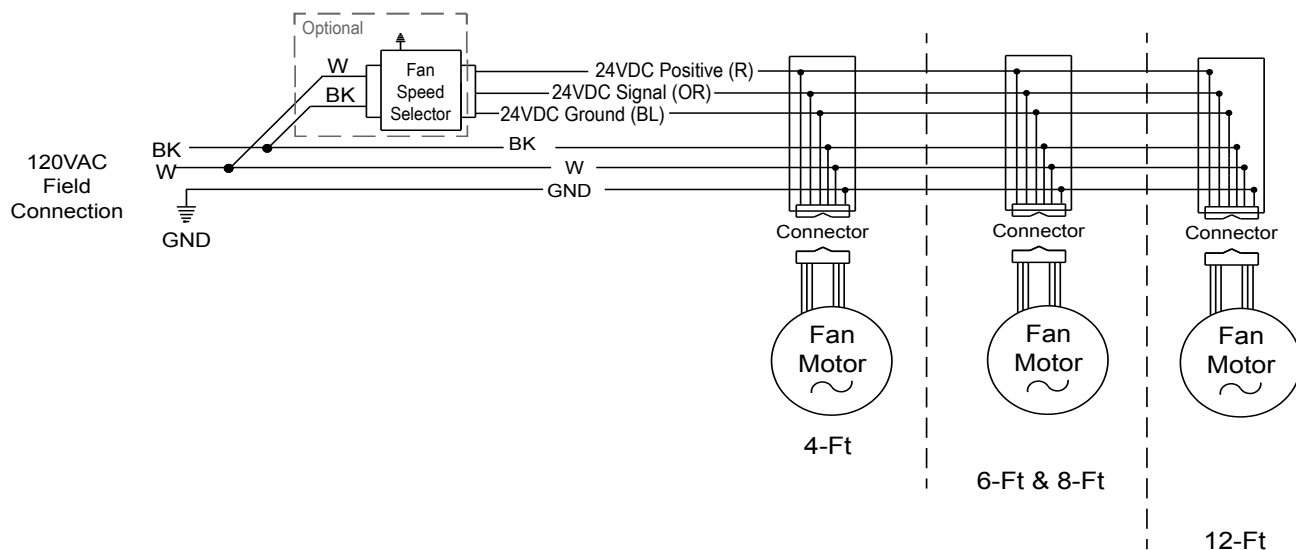 Optional
W
BK
Fan
Speed
Selector
24VDC Positive (R)
24VDC Signal (OR)
24VDC Ground (BL)
BK
W
BK
W
GND
120VAC
Field
Connection
GND
Connector
Connector
Connector
Fan
Motor
Fan
Motor
Fan
Motor
4-Ft
6-Ft & 8-Ft
12-Ft